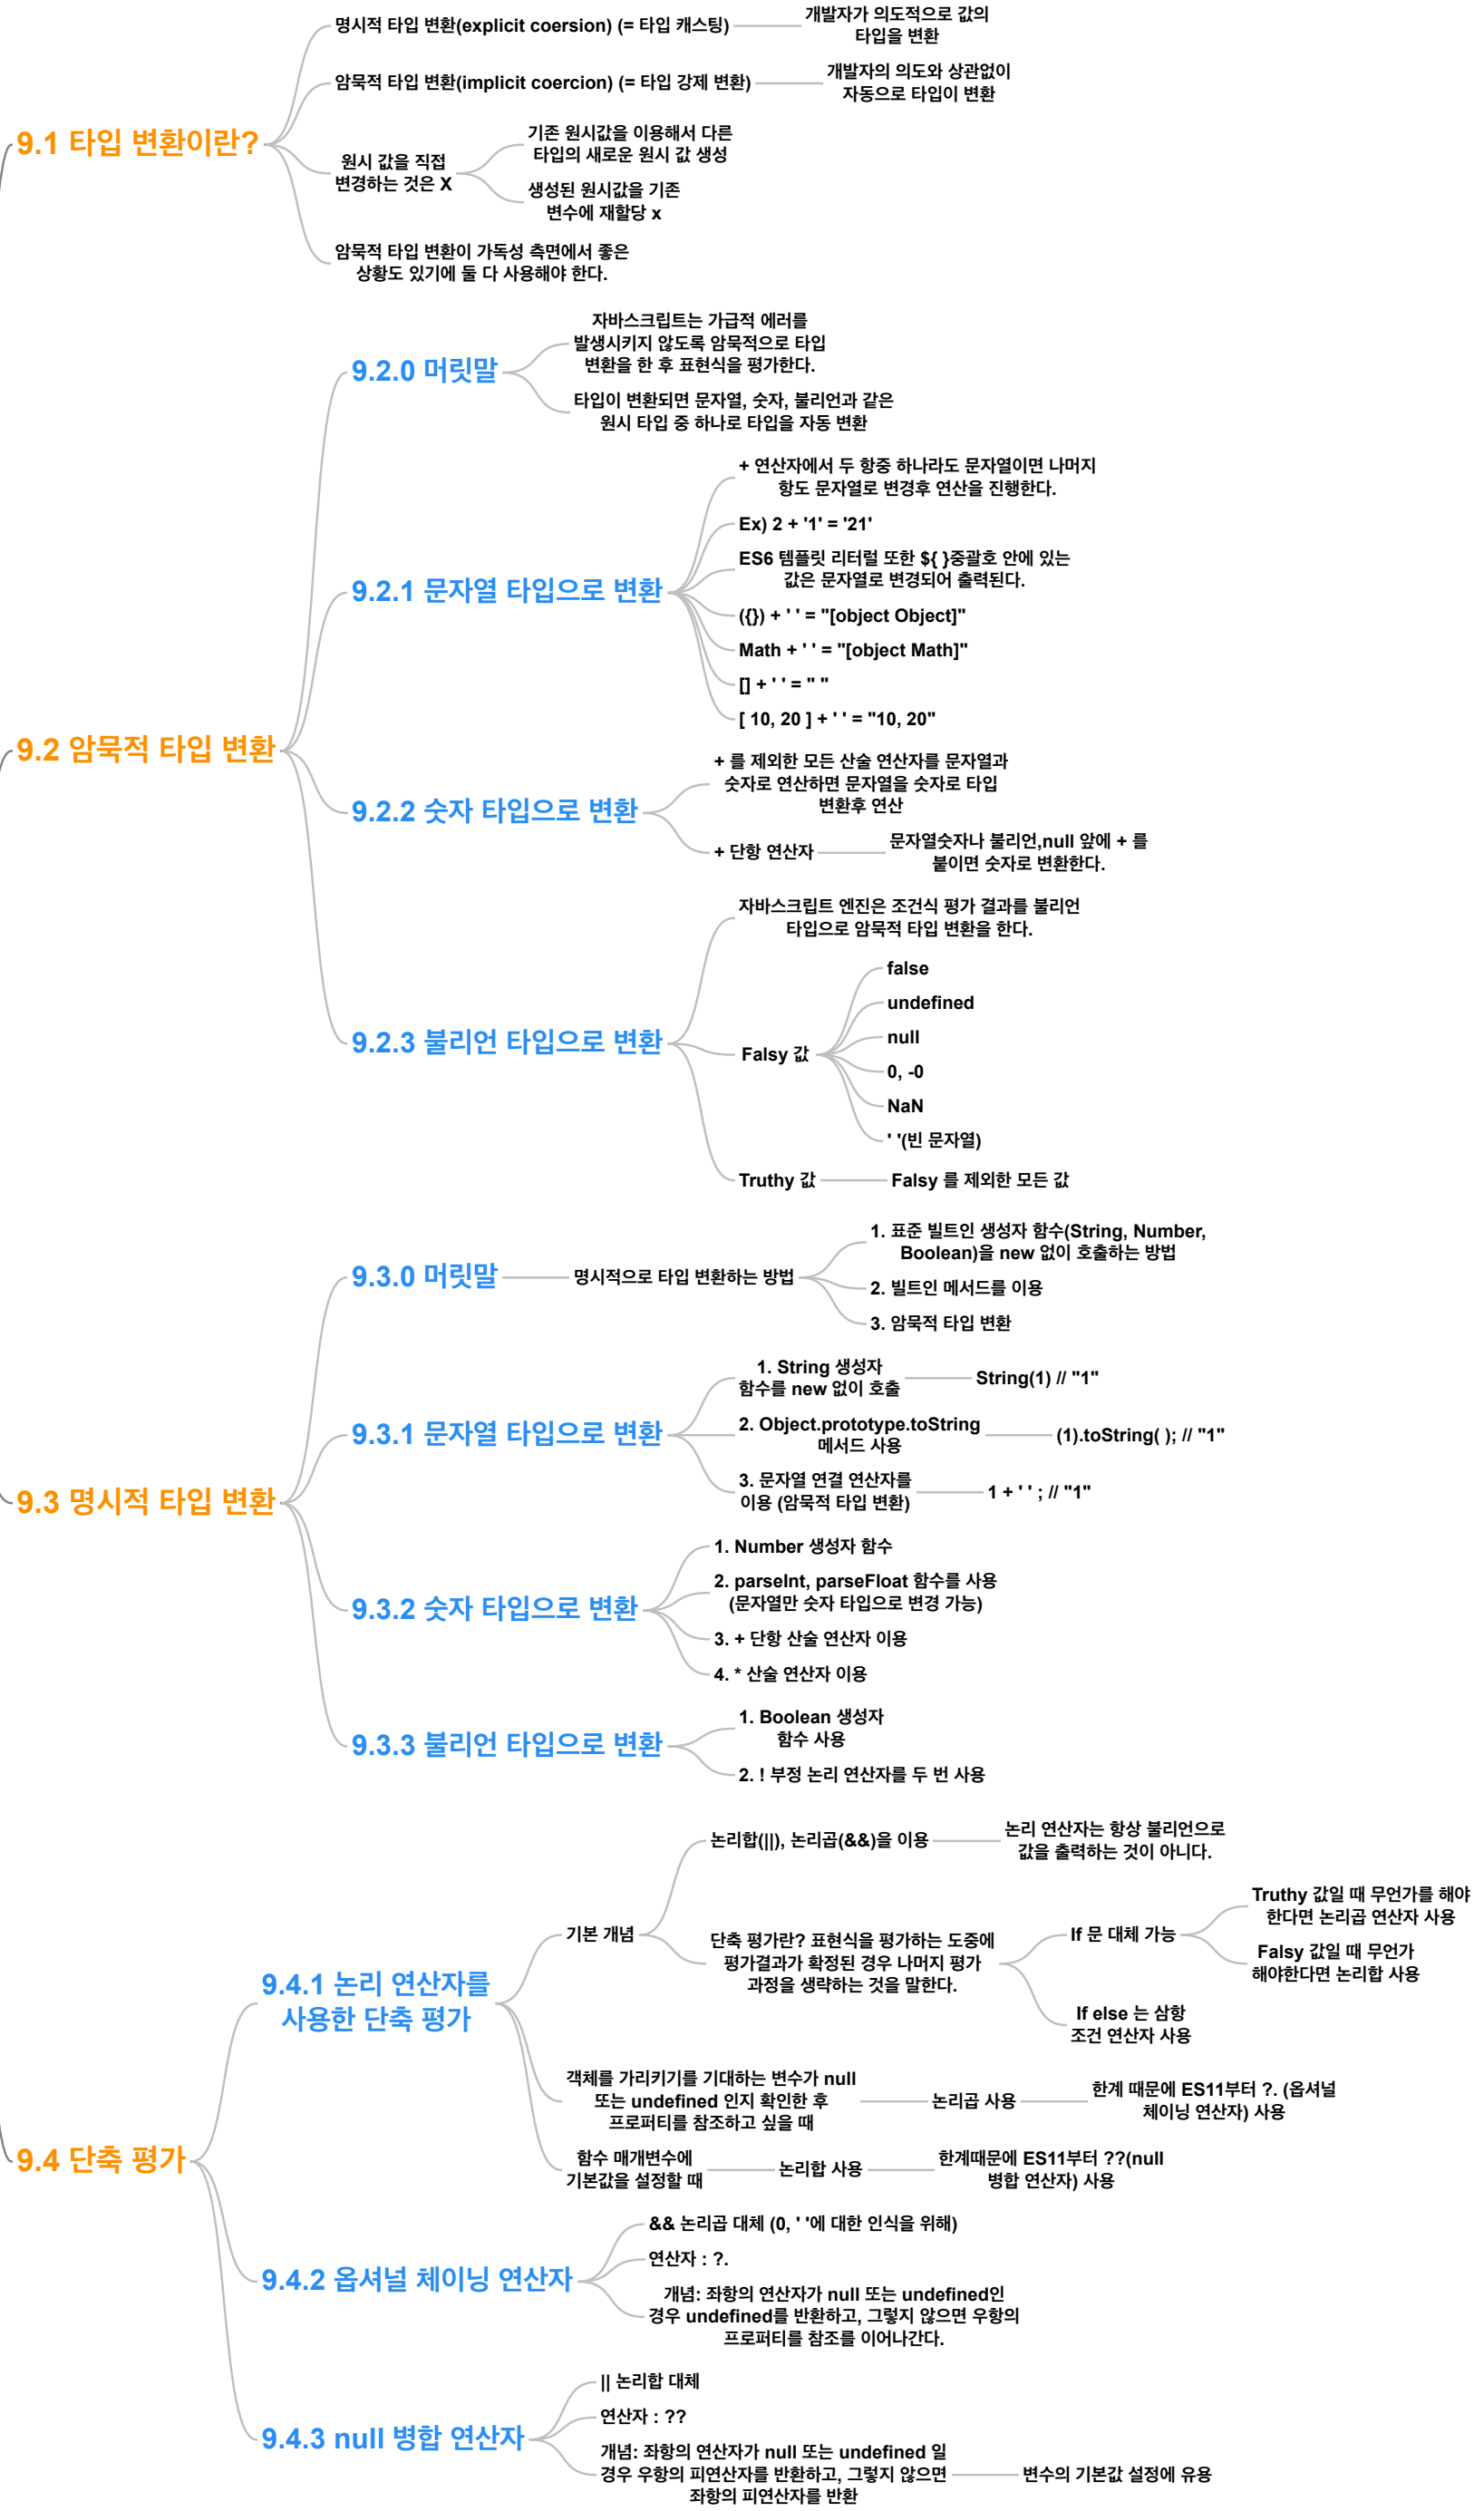 9.1 타입 변환이란?
명시적 타입 변환(explicit coersion) (= 타입 캐스팅)
개발자가 의도적으로 값의
타입을 변환
암묵적 타입 변환(implicit coercion) (= 타입 강제 변환)
개발자의 의도와 상관없이
자동으로 타입이 변환
원시 값을 직접
변경하는 것은 X
기존 원시값을 이용해서 다른
타입의 새로운 원시 값 생성
생성된 원시값을 기존
변수에 재할당 x
암묵적 타입 변환이 가독성 측면에서 좋은
상황도 있기에 둘 다 사용해야 한다.
9.2 암묵적 타입 변환
9.2.0 머릿말
자바스크립트는 가급적 에러를
발생시키지 않도록 암묵적으로 타입
변환을 한 후 표현식을 평가한다.
타입이 변환되면 문자열, 숫자, 불리언과 같은
원시 타입 중 하나로 타입을 자동 변환
9.2.1 문자열 타입으로 변환
+ 연산자에서 두 항중 하나라도 문자열이면 나머지
항도 문자열로 변경후 연산을 진행한다.
Ex) 2 + '1' = '21'
ES6 템플릿 리터럴 또한 ${ }중괄호 안에 있는
값은 문자열로 변경되어 출력된다.
({}) + ' ' = "[object Object]"
Math + ' ' = "[object Math]"
[] + ' ' = " "
[ 10, 20 ] + ' ' = "10, 20"
9.2.2 숫자 타입으로 변환
+ 를 제외한 모든 산술 연산자를 문자열과
숫자로 연산하면 문자열을 숫자로 타입
변환후 연산
+ 단항 연산자
문자열숫자나 불리언,null 앞에 + 를
붙이면 숫자로 변환한다.
9.2.3 불리언 타입으로 변환
자바스크립트 엔진은 조건식 평가 결과를 불리언
타입으로 암묵적 타입 변환을 한다.
Falsy 값
false
undefined
null
0, -0
NaN
' '(빈 문자열)
Truthy 값
Falsy 를 제외한 모든 값
9.3 명시적 타입 변환
9.3.0 머릿말
명시적으로 타입 변환하는 방법
1. 표준 빌트인 생성자 함수(String, Number,
Boolean)을 new 없이 호출하는 방법
2. 빌트인 메서드를 이용
3. 암묵적 타입 변환
9.3.1 문자열 타입으로 변환
1. String 생성자
함수를 new 없이 호출
String(1) // "1"
2. Object.prototype.toString
메서드 사용
(1).toString( ); // "1"
3. 문자열 연결 연산자를
이용 (암묵적 타입 변환)
1 + ' ' ; // "1"
9.3.2 숫자 타입으로 변환
1. Number 생성자 함수
2. parseInt, parseFloat 함수를 사용
(문자열만 숫자 타입으로 변경 가능)
3. + 단항 산술 연산자 이용
4. * 산술 연산자 이용
9.3.3 불리언 타입으로 변환
1. Boolean 생성자
함수 사용
2. ! 부정 논리 연산자를 두 번 사용
9.4 단축 평가
9.4.1 논리 연산자를
사용한 단축 평가
기본 개념
논리합(||), 논리곱(&&)을 이용
논리 연산자는 항상 불리언으로
값을 출력하는 것이 아니다.
단축 평가란? 표현식을 평가하는 도중에
평가결과가 확정된 경우 나머지 평가
과정을 생략하는 것을 말한다.
If 문 대체 가능
Truthy 값일 때 무언가를 해야
한다면 논리곱 연산자 사용
Falsy 값일 때 무언가
해야한다면 논리합 사용
If else 는 삼항
조건 연산자 사용
객체를 가리키기를 기대하는 변수가 null
또는 undefined 인지 확인한 후
프로퍼티를 참조하고 싶을 때
논리곱 사용
한계 때문에 ES11부터 ?. (옵셔널
체이닝 연산자) 사용
함수 매개변수에
기본값을 설정할 때
논리합 사용
한계때문에 ES11부터 ??(null
병합 연산자) 사용
9.4.2 옵셔널 체이닝 연산자
&& 논리곱 대체 (0, ' '에 대한 인식을 위해)
연산자 : ?.
개념: 좌항의 연산자가 null 또는 undefined인
경우 undefined를 반환하고, 그렇지 않으면 우항의
프로퍼티를 참조를 이어나간다.
9.4.3 null 병합 연산자
|| 논리합 대체
연산자 : ??
개념: 좌항의 연산자가 null 또는 undefined 일
경우 우항의 피연산자를 반환하고, 그렇지 않으면
좌항의 피연산자를 반환
변수의 기본값 설정에 유용